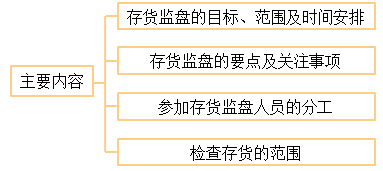 存货监盘的目标、范围及时间安排
存货监盘的要点及关注事项
主要内容
参加存货监盘人员的分工
检查存货的范围